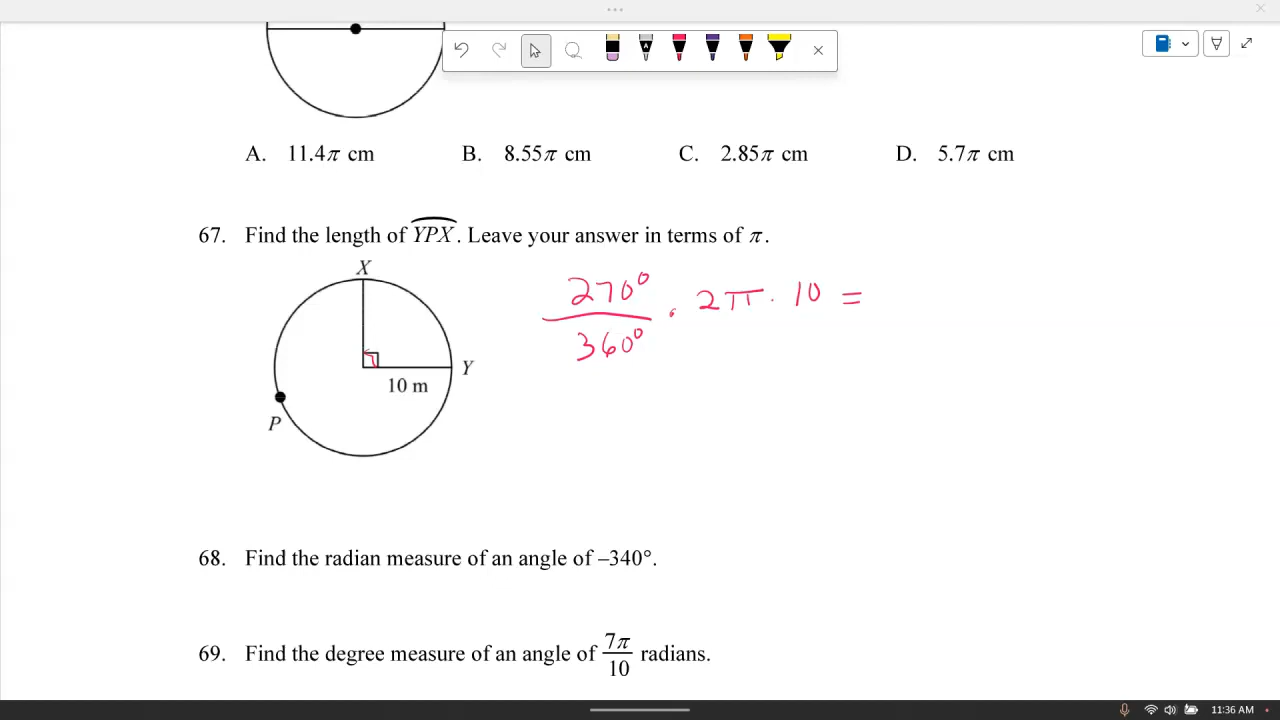 A. 11.4π cm B. 8.55π cm C. 2.85π cm D. 5.7π cm
67. Find the length of YPX. Leave your answer in terms of π.
X
270°
360°
. 2π · 10 =
Y
10 m
P
68. Find the radian measure of an angle of –340°.
69. Find the degree measure of an angle of 7π/10 radians.
11:36 AM